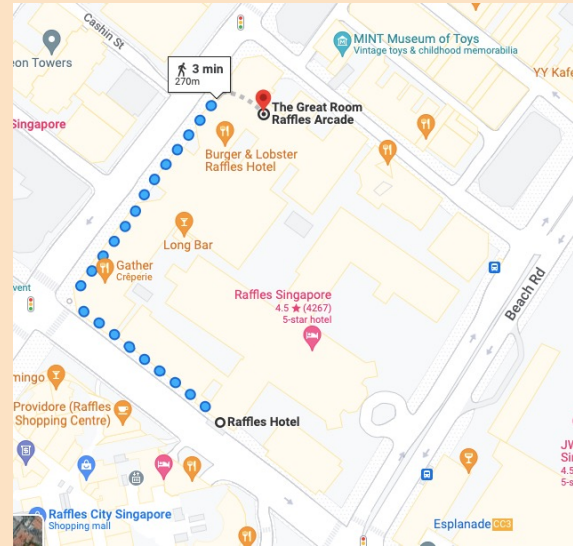 Cashin St
eon Towers
Singapore
3 min
270m
MINT Museum of Toys
Vintage toys & childhood memorabilia
YY Kafe
The Great Room
Raffles Arcade
Burger & Lobster
Raffles Hotel
Long Bar
Gather
Crêperie
vent
Raffles Singapore
4.5 ★ (4267)
5-star hotel
Beach Rd
Raffles Hotel
mingo
Providore (Raffles
Shopping Centre)
Raffles City Singapore
Shopping mall
JW
Sin
4.5
5-s
Esplanade CC3